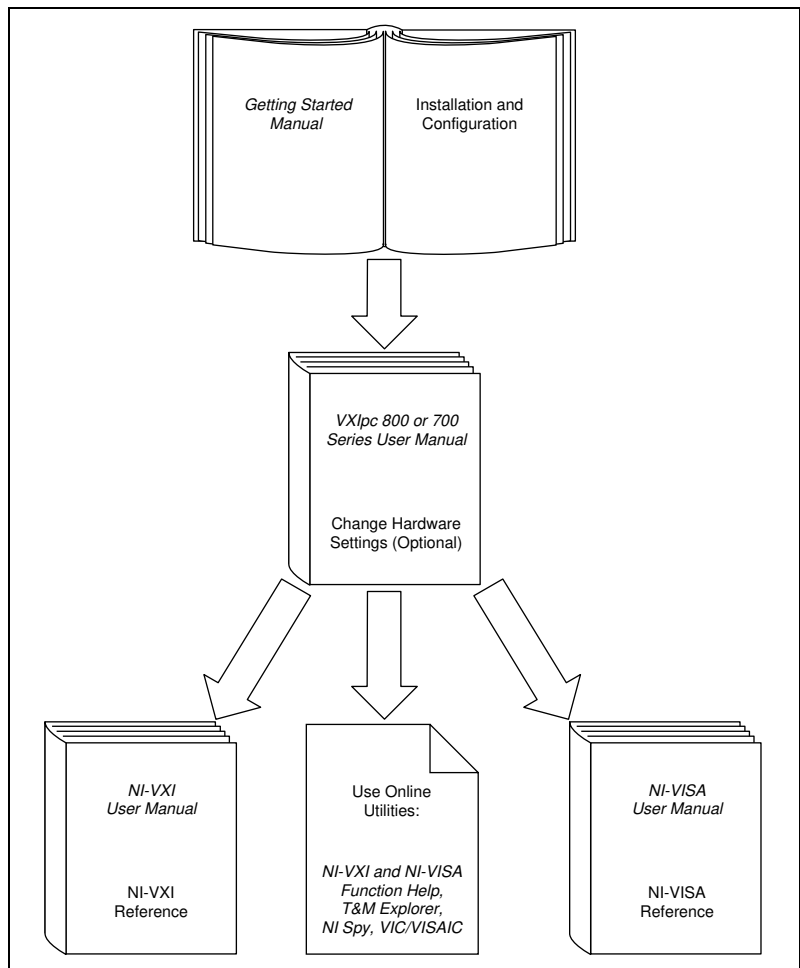 Getting Started
Manual
Installation and
Configuration
VXIpc 800 or 700
Series User Manual
Change Hardware
Settings (Optional)
NI-VXI
User Manual
NI-VXI
Reference
Use Online
Utilities:
NI-VXI and NI-VISA
Function Help,
T&M Explorer,
NI Spy, VIC/VISAIC
NI-VISA
User Manual
NI-VISA
Reference